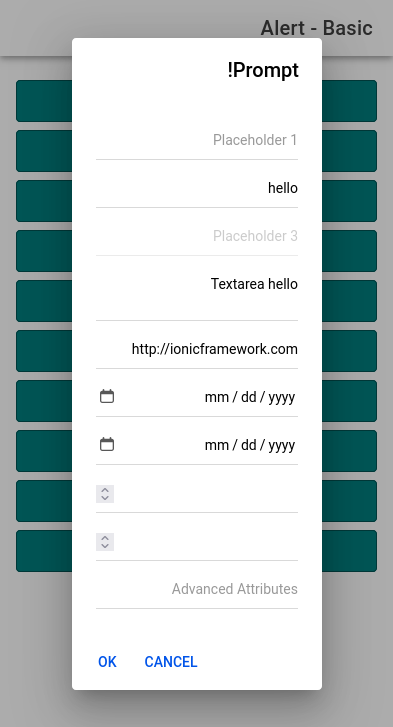 Alert - Basic
!Prompt
Placeholder 1
hello
Placeholder 3
Textarea hello
http://ionicframework.com
mm / dd / yyyy
mm / dd / yyyy
Advanced Attributes
OK CANCEL